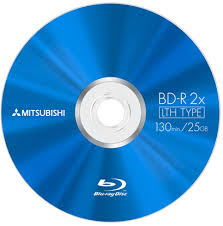 MITSUBISHI
BD-R 2x
LTH TYPE
130min/25GB
Blu-ray Disc